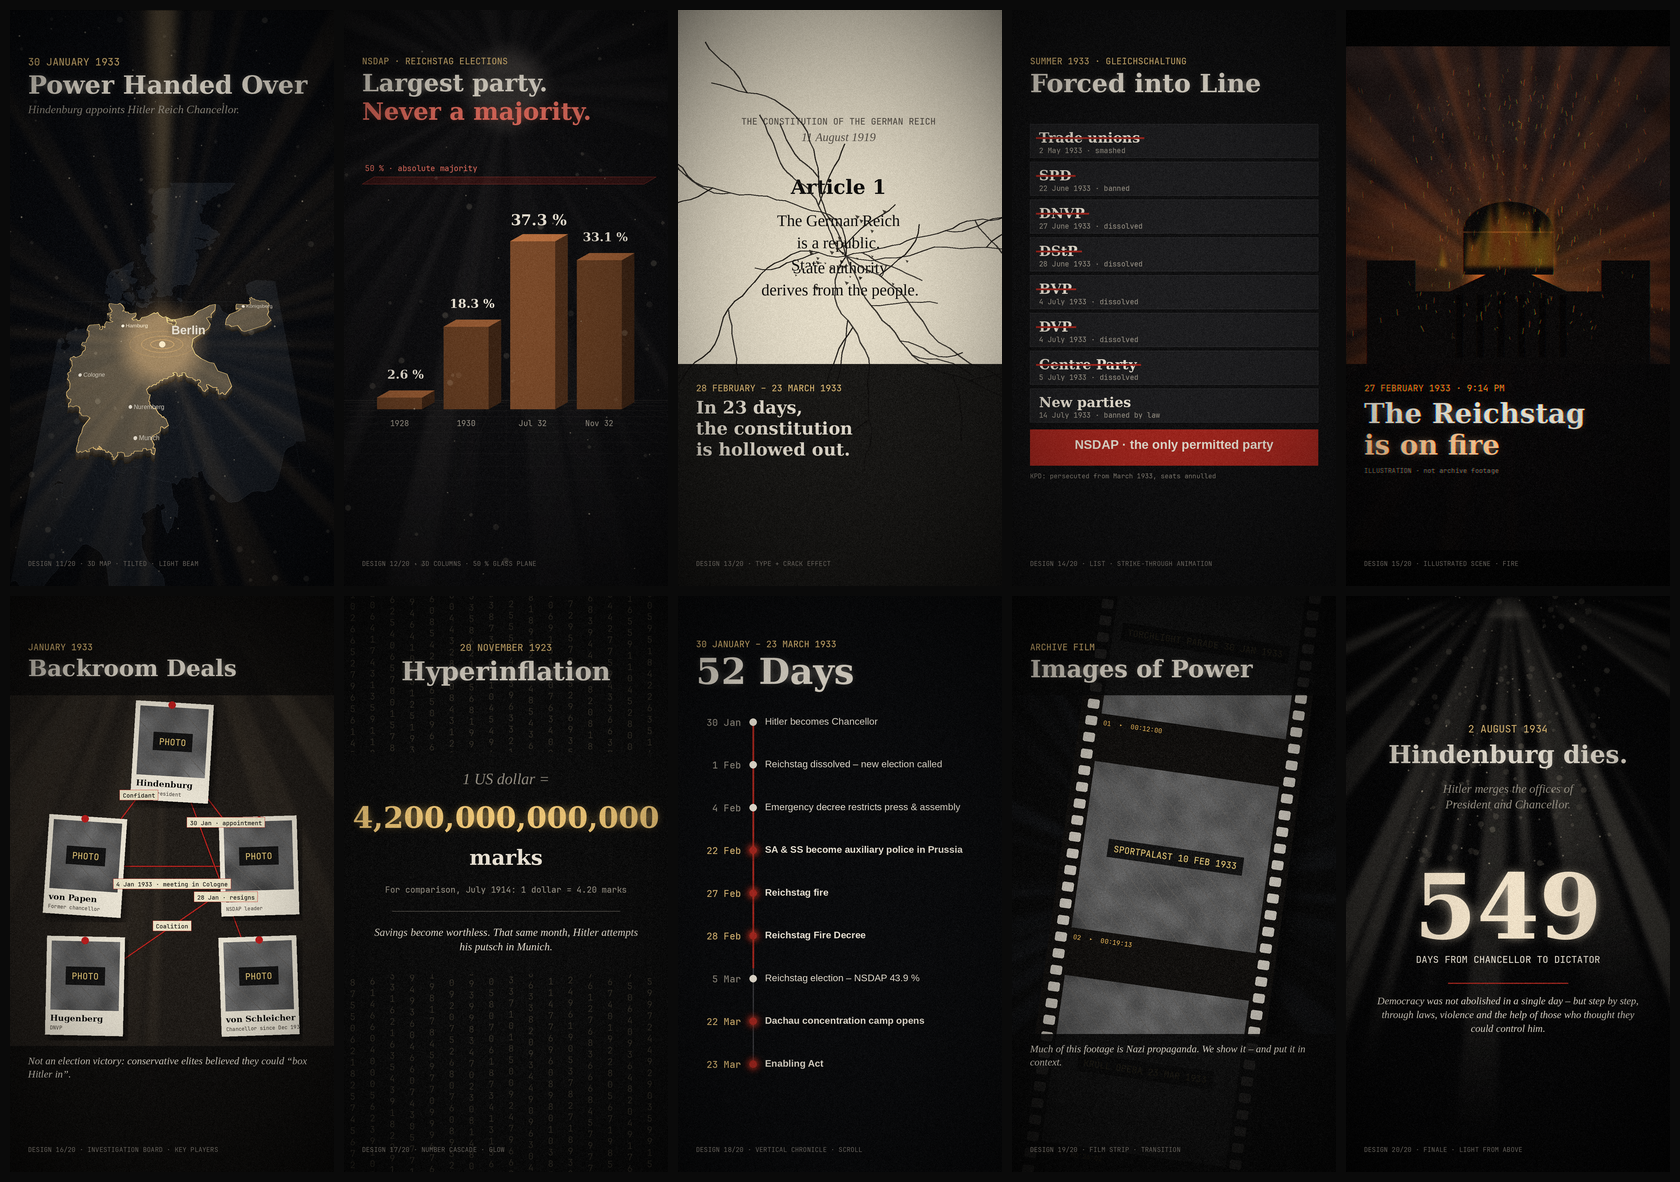 30 JANUARY 1933
Power Handed Over
Hindenburg appoints Hitler Reich Chancellor.
Königsberg
Hamburg
Berlin
Cologne
Nuremberg
Munich
DESIGN 11/20 · 3D MAP · TILTED · LIGHT BEAM
NSDAP · REICHSTAG ELECTIONS
Largest party.
Never a majority.
50 % · absolute majority
37.3 %
33.1 %
18.3 %
2.6 %
1928
1930
Jul 32
Nov 32
DESIGN 12/20 · 3D COLUMNS · 50 % GLASS PLANE
THE CONSTITUTION OF THE GERMAN REICH
11 August 1919
Article 1
The German Reich
is a republic.
State authority
derives from the people.
28 FEBRUARY – 23 MARCH 1933
In 23 days,
the constitution
is hollowed out.
DESIGN 13/20 · TYPE + CRACK EFFECT
SUMMER 1933 · GLEICHSCHALTUNG
Forced into Line
Trade unions
2 May 1933 · smashed
SPD
22 June 1933 · banned
DNVP
27 June 1933 · dissolved
DStP
28 June 1933 · dissolved
BVP
4 July 1933 · dissolved
DVP
4 July 1933 · dissolved
Centre Party
5 July 1933 · dissolved
New parties
14 July 1933 · banned by law
NSDAP · the only permitted party
KPD: persecuted from March 1933, seats annulled
DESIGN 14/20 · LIST · STRIKE-THROUGH ANIMATION
27 FEBRUARY 1933 · 9:14 PM
The Reichstag
is on fire
ILLUSTRATION · not archive footage
DESIGN 15/20 · ILLUSTRATED SCENE · FIRE
JANUARY 1933
Backroom Deals
PHOTO
Hindenburg
Confidant
30 Jan · appointment
PHOTO
PHOTO
4 Jan 1933 · meeting in Cologne
von Papen
Former chancellor
28 Jan · resigns
NSDAP leader
Coalition
PHOTO
PHOTO
Hugenberg
DNVP
von Schleicher
Chancellor since Dec
Not an election victory: conservative elites believed they could “box
Hitler in”.
DESIGN 16/20 · INVESTIGATION BOARD · KEY PLAYERS
20 NOVEMBER 1923
Hyperinflation
1 US dollar =
4,200,000,000,000
marks
For comparison, July 1914: 1 dollar = 4.20 marks
Savings become worthless. That same month, Hitler attempts
his putsch in Munich.
DESIGN 17/20 · NUMBER CASCADE · GLOW
30 JANUARY – 23 MARCH 1933
52 Days
30 Jan Hitler becomes Chancellor
1 Feb Reichstag dissolved – new election called
4 Feb Emergency decree restricts press & assembly
22 Feb SA & SS become auxiliary police in Prussia
27 Feb Reichstag fire
28 Feb Reichstag Fire Decree
5 Mar Reichstag election – NSDAP 43.9 %
22 Mar Dachau concentration camp opens
23 Mar Enabling Act
DESIGN 18/20 · VERTICAL CHRONICLE · SCROLL
TORCHLIGHT PARADE 30 JAN 1933
ARCHIVE FILM
Images of Power
01 · 00:12:00
SPORTPALAST 10 FEB 1933
02 · 00:19:13
Much of this footage is Nazi propaganda. We show it – and put it in
context.
DESIGN 19/20 · FILM STRIP · TRANSITION
2 AUGUST 1934
Hindenburg dies.
Hitler merges the offices of
President and Chancellor.
549
DAYS FROM CHANCELLOR TO DICTATOR
Democracy was not abolished in a single day – but step by step,
through laws, violence and the help of those who thought they
could control him.
DESIGN 20/20 · FINALE · LIGHT FROM ABOVE